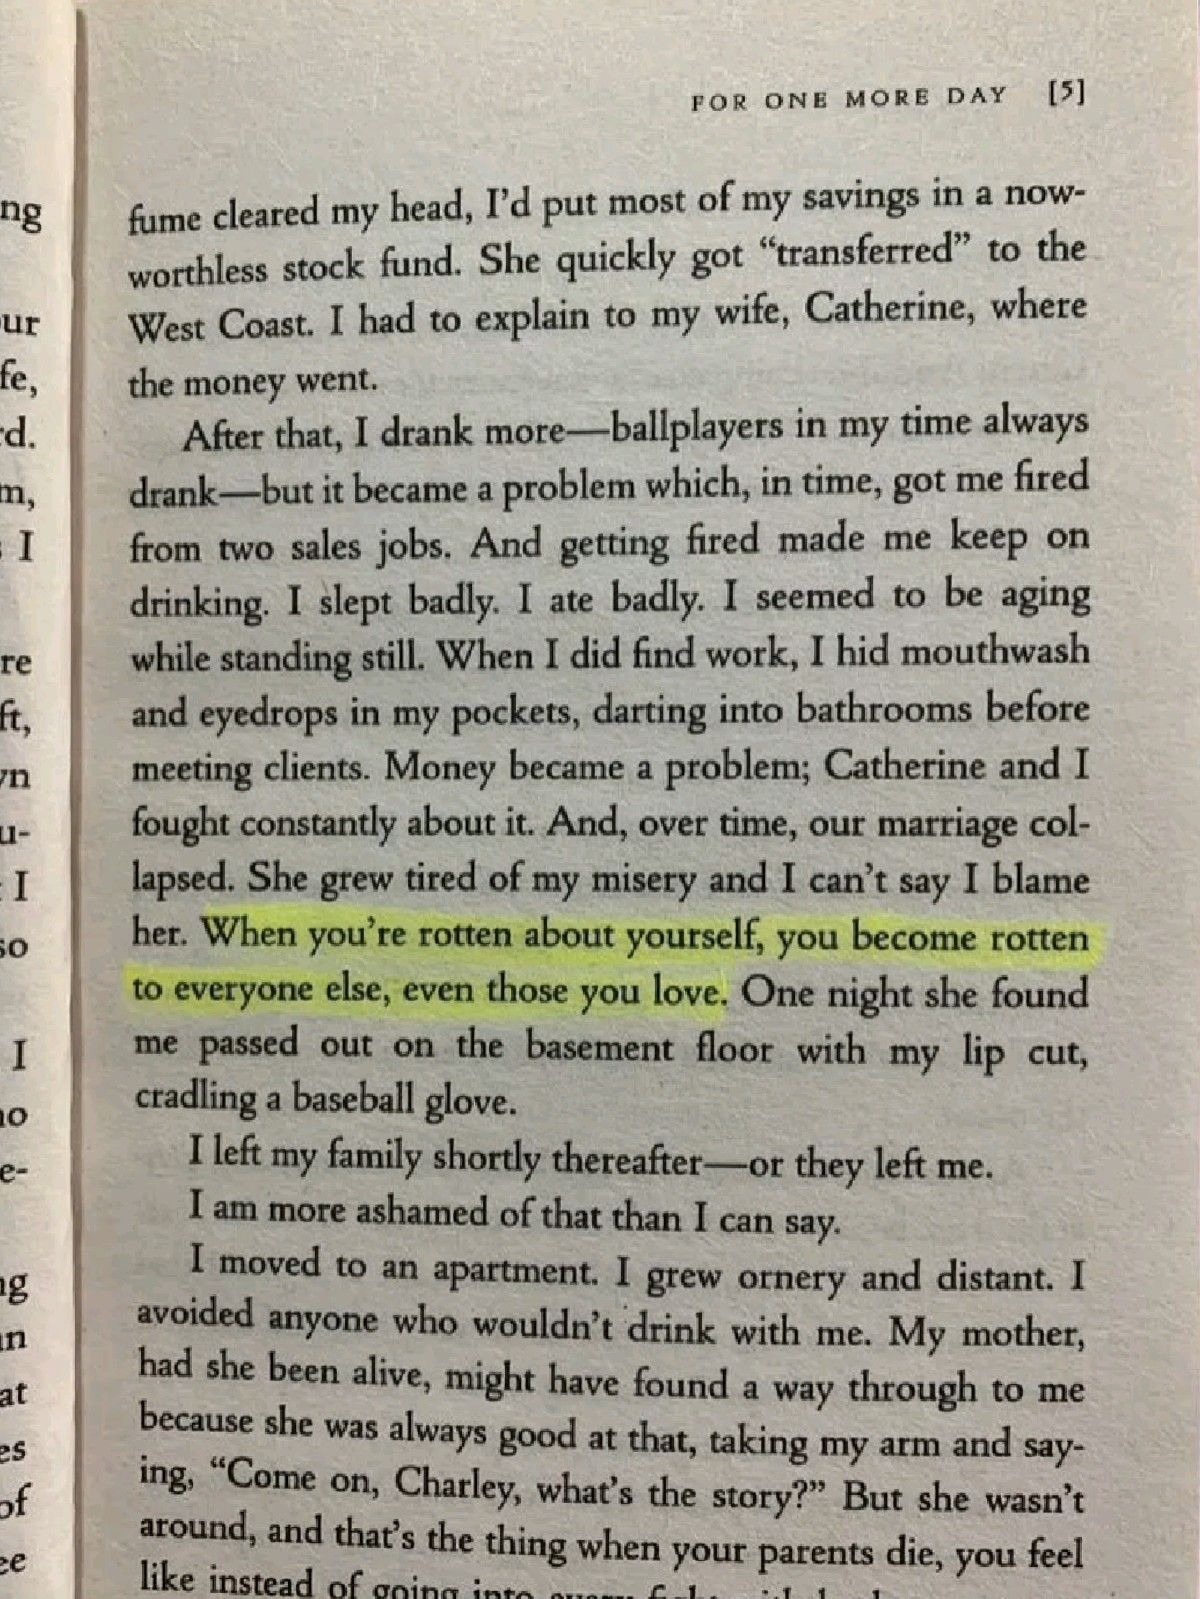 FOR ONE MORE DAY [5]
fume cleared my head, I'd put most of my savings in a now-
worthless stock fund. She quickly got “transferred” to the
West Coast. I had to explain to my wife, Catherine, where
the money went.
After that, I drank more—ballplayers in my time always
drank—but it became a problem which, in time, got me fired
from two sales jobs. And getting fired made me keep on
drinking. I slept badly. I ate badly. I seemed to be aging
while standing still. When I did find work, I hid mouthwash
and eyedrops in my pockets, darting into bathrooms before
meeting clients. Money became a problem; Catherine and I
fought constantly about it. And, over time, our marriage col-
lapsed. She grew tired of my misery and I can't say I blame
her. When you're rotten about yourself, you become rotten
to everyone else, even those you love. One night she found
me passed out on the basement floor with my lip cut,
cradling a baseball glove.
I left my family shortly thereafter—or they left me.
I am more ashamed of that than I can say.
I moved to an apartment. I grew ornery and distant. I
avoided anyone who wouldn't drink with me. My mother,
had she been alive, might have found a way through to me
because she was always good at that, taking my arm and say-
ing, “Come on, Charley, what's the story?” But she wasn't
around, and that's the thing when your parents die, you feel
like instead of going into every